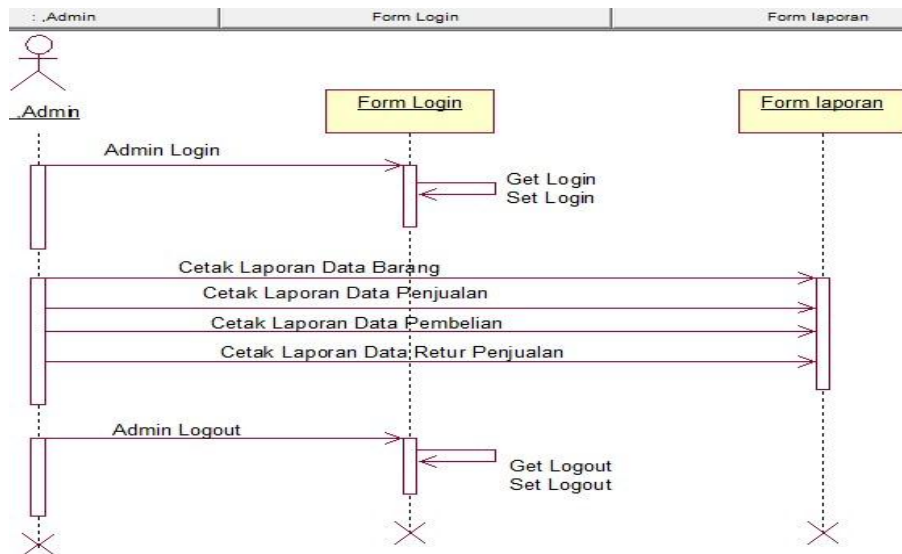 : ,Admin
Form Login
Form laporan
,Admin
Form Login
Form laporan
Admin Login
Get Login
Set Login
Cetak Laporan Data Barang
Cetak Laporan Data Penjualan
Cetak Laporan Data Pembelian
Cetak Laporan Data Retur Penjualan
Admin Logout
Get Logout
Set Logout